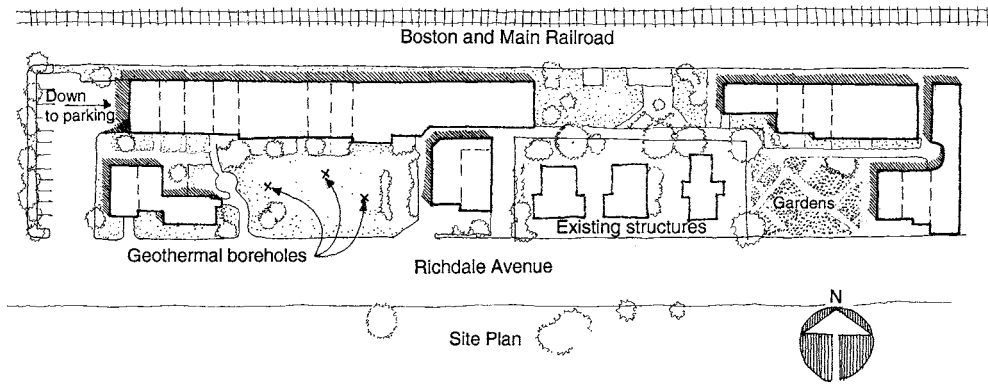 Boston and Main Railroad
Down
to parking
Gardens
Existing structures
Geothermal boreholes
Richdale Avenue
N
Site Plan